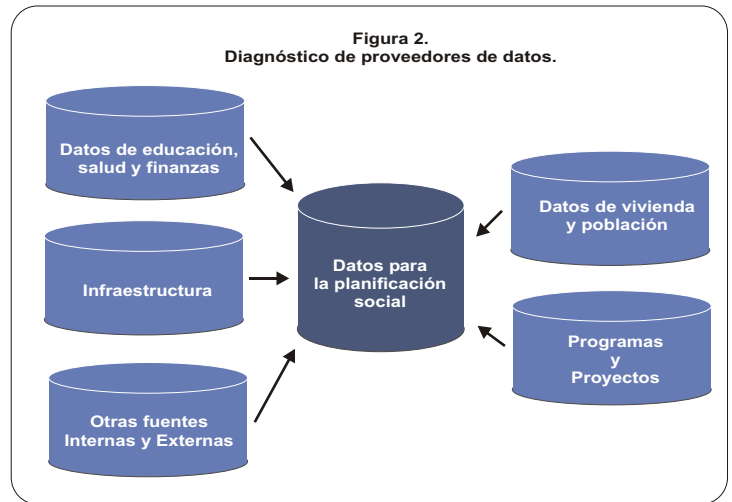 Figura 2.
Diagnóstico de proveedores de datos.
Datos de educación,
salud y finanzas
Infraestructura
Otras fuentes
Internas y Externas
Datos para
la planificación
social
Datos de vivienda
y población
Programas
y
Proyectos